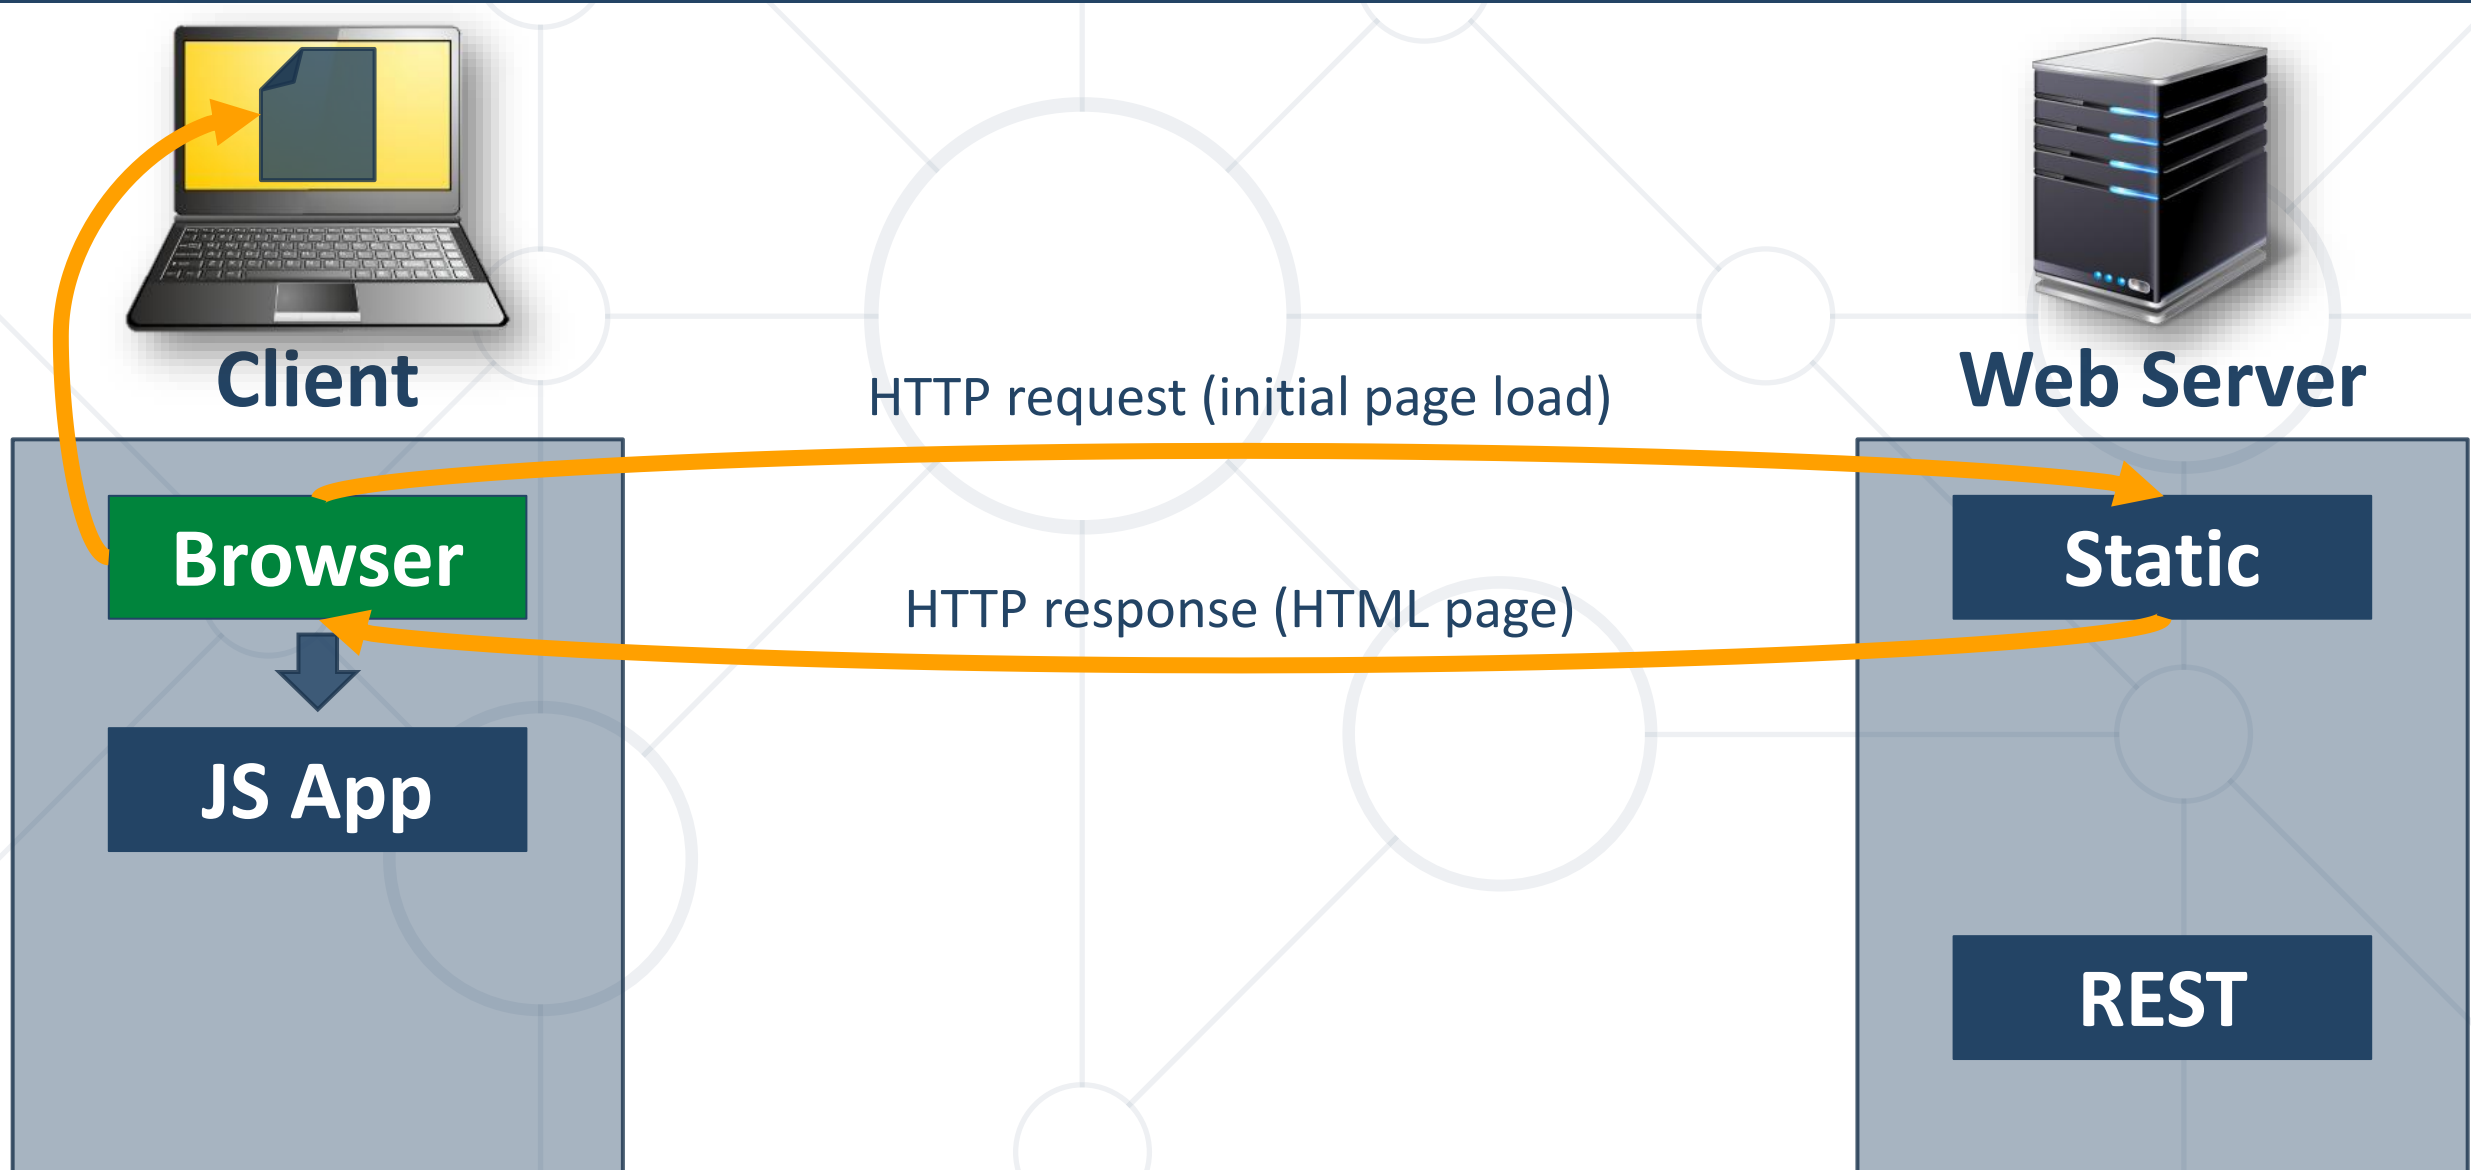 Client
Web Server
HTTP request (initial page load)
Browser
Static
HTTP response (HTML page)
JS App
REST